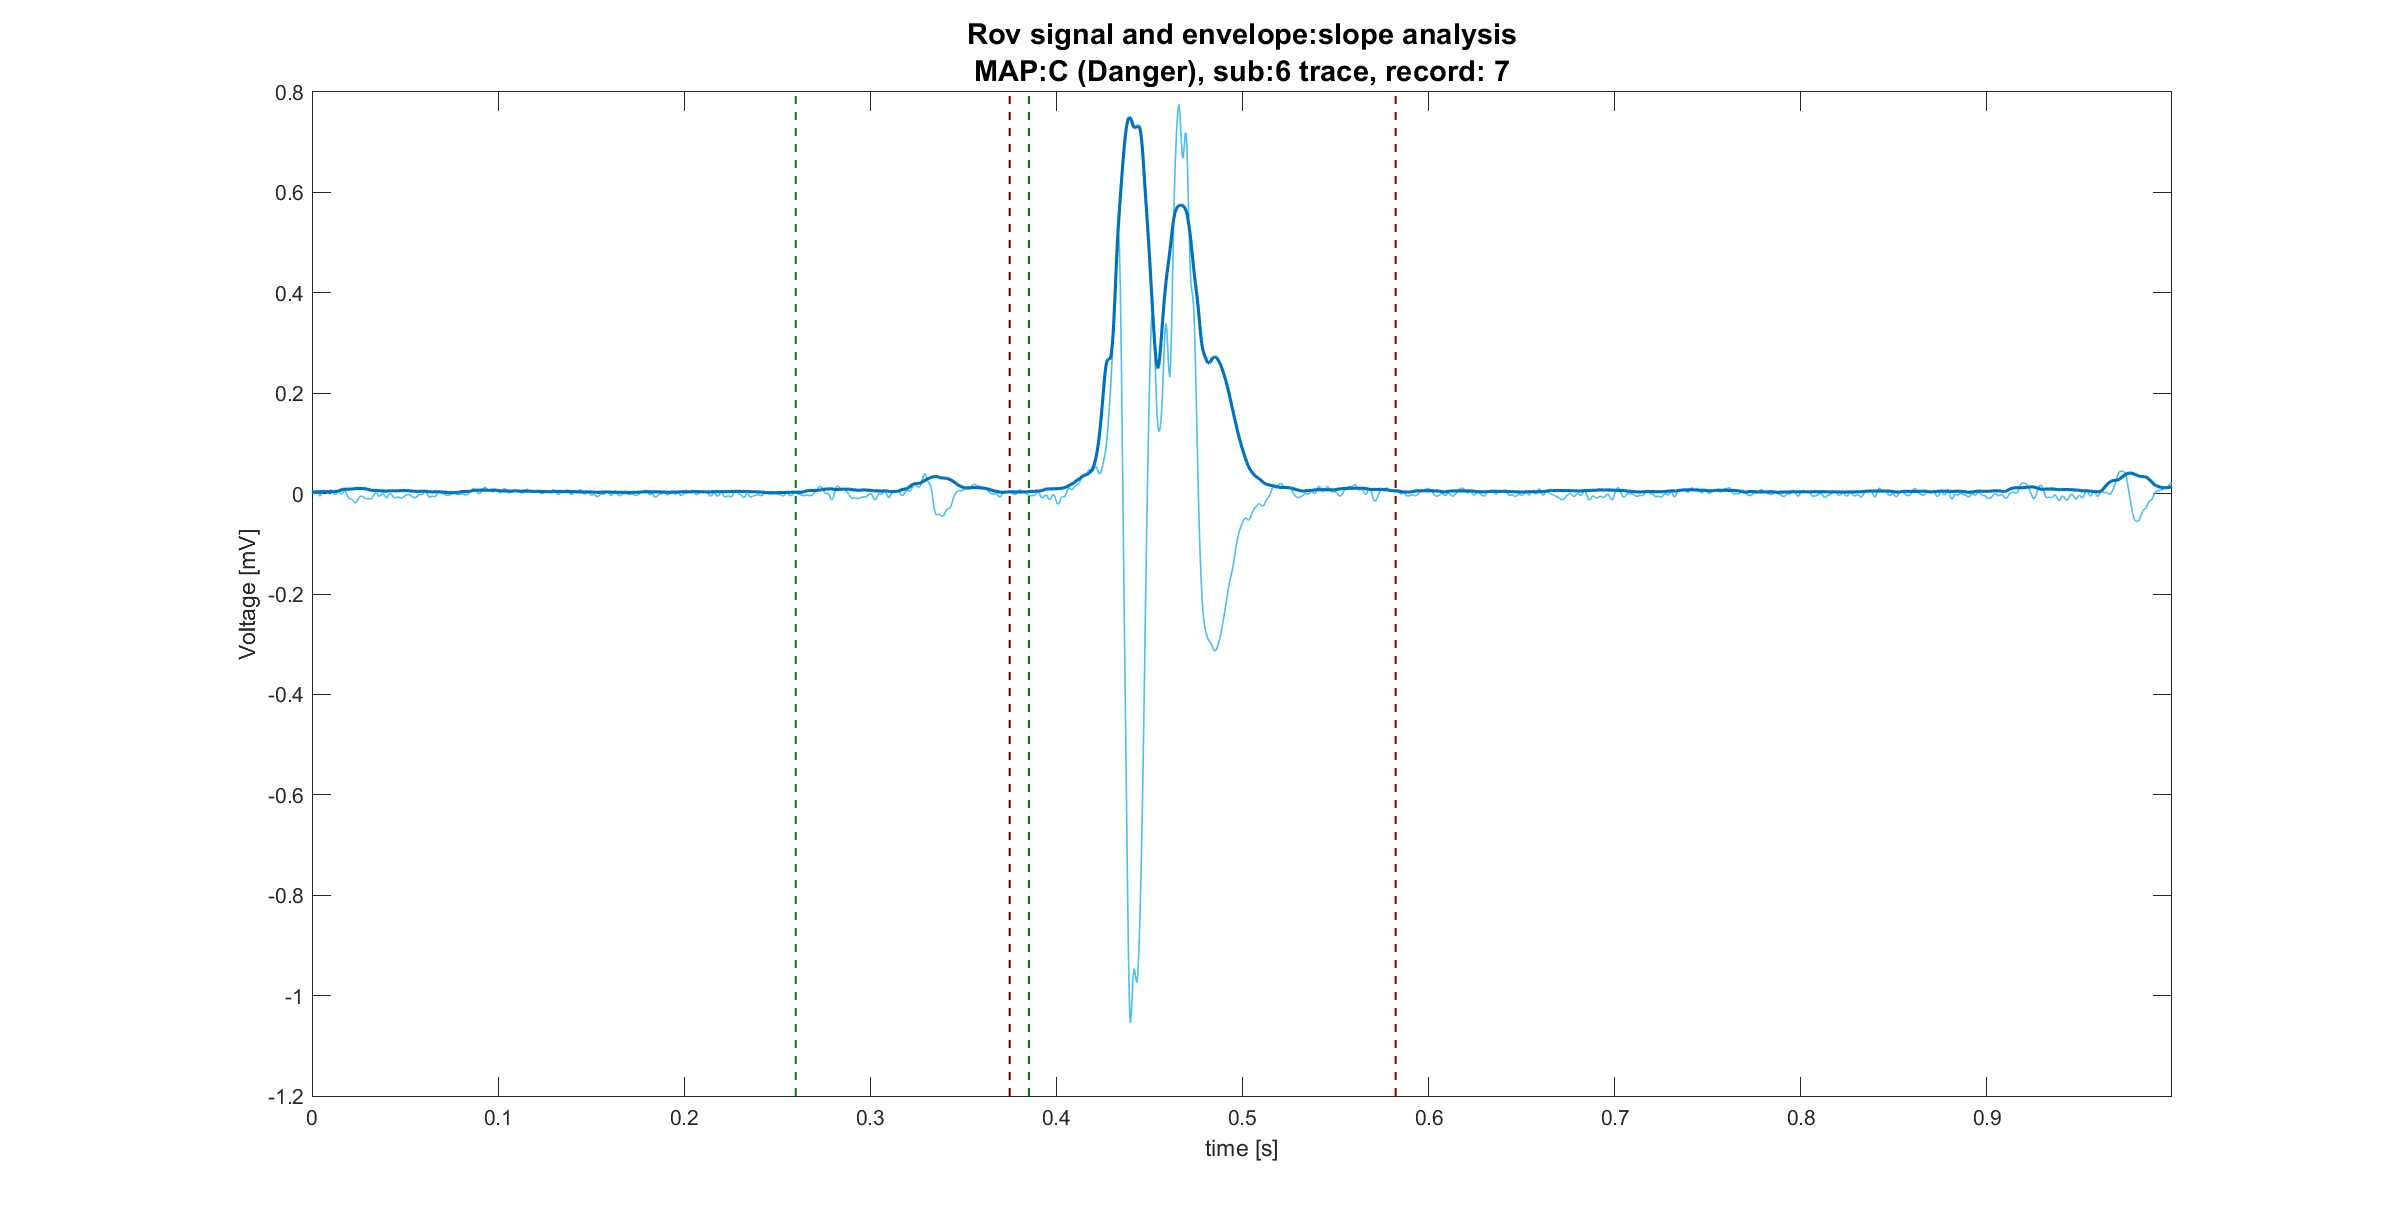 Rov signal and envelope:slope analysis
MAP:C (Danger), sub:6 trace, record: 7
0.8
0.6
0.4
0.2
0
-0.2
-0.4
-0.6
-0.8
-1
-1.2
Voltage [mV]
0 0.1 0.2 0.3 0.4 0.5 0.6 0.7 0.8 0.9
time [s]